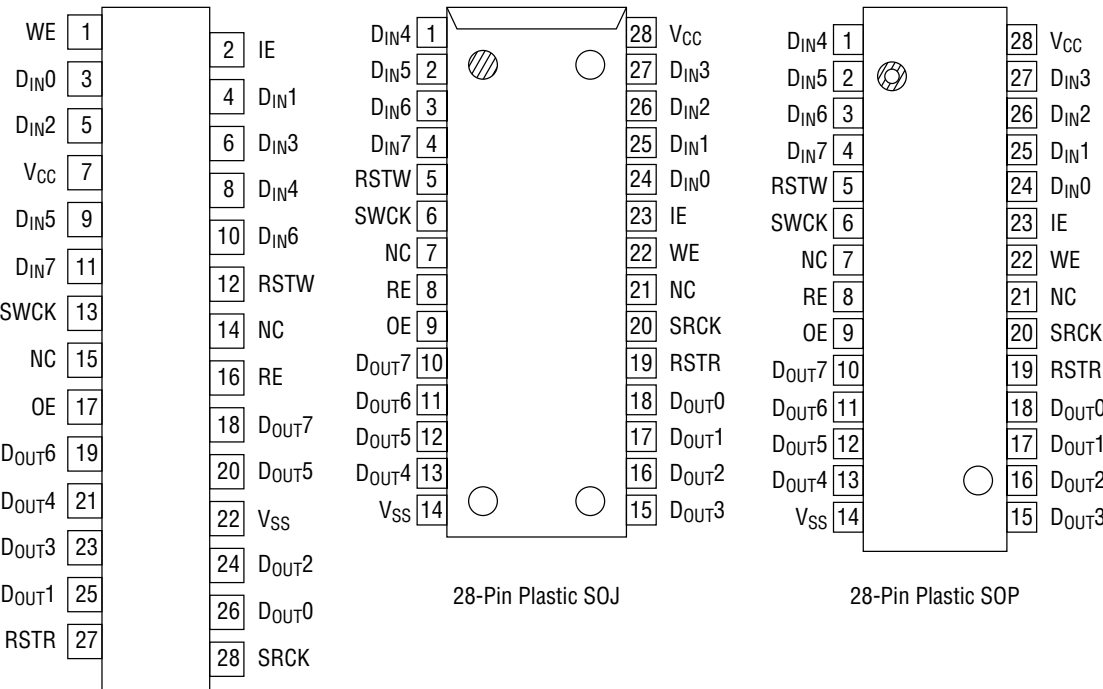 WE 1
2 IE
DIN0 3
4 DIN1
DIN2 5
6 DIN3
VCC 7
8 DIN4
DIN5 9
10 DIN6
DIN7 11
12 RSTW
SWCK 13
14 NC
NC 15
16 RE
OE 17
18 DOUT7
DOUT6 19
20 DOUT5
DOUT4 21
22 VSS
DOUT3 23
24 DOUT2
DOUT1 25
26 DOUT0
RSTR 27
28 SRCK
DIN4 1 28 VCC
DIN5 2 27 DIN3
DIN6 3 26 DIN2
DIN7 4 25 DIN1
RSTW 5 24 DIN0
SWCK 6 23 IE
NC 7 22 WE
RE 8 21 NC
OE 9 20 SRCK
DOUT7 10 19 RSTR
DOUT6 11 18 DOUT0
DOUT5 12 17 DOUT1
DOUT4 13 16 DOUT2
VSS 14 15 DOUT3
28-Pin Plastic SOJ
DIN4 1 28 VCC
DIN5 2 27 DIN3
DIN6 3 26 DIN2
DIN7 4 25 DIN1
RSTW 5 24 DIN0
SWCK 6 23 IE
NC 7 22 WE
RE 8 21 NC
OE 9 20 SRCK
DOUT7 10 19 RSTR
DOUT6 11 18 DOUT0
DOUT5 12 17 DOUT1
DOUT4 13 16 DOUT2
VSS 14 15 DOUT3
28-Pin Plastic SOP